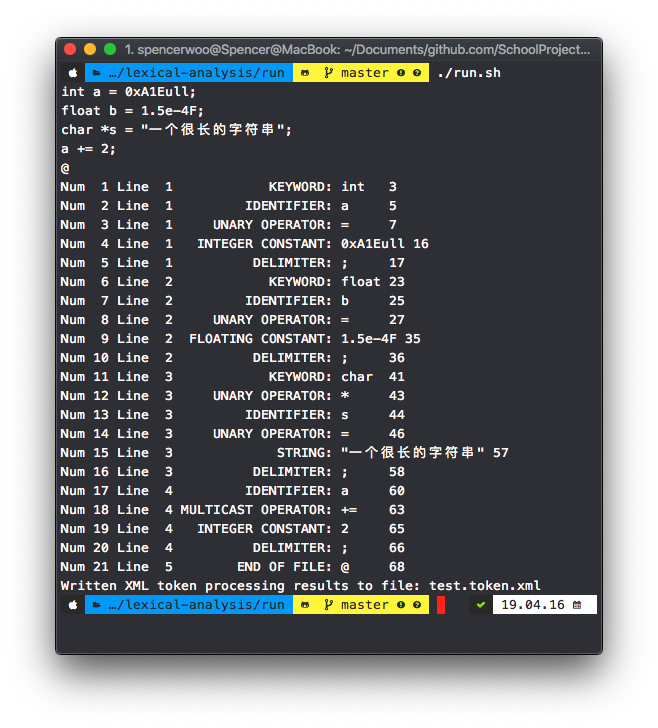 1. spencerwoo@Spencer@MacBook: ~/Documents/github.com/SchoolProject...
…/lexical-analysis/run master ./run.sh
int a = 0xA1Eull;
float b = 1.5e-4F;
char *s = "一个很长的字符串";
a += 2;
@
Num  1 Line  1            KEYWORD: int   3
Num  2 Line  1         IDENTIFIER: a     5
Num  3 Line  1     UNARY OPERATOR: =     7
Num  4 Line  1   INTEGER CONSTANT: 0xA1Eull 16
Num  5 Line  1          DELIMITER: ;     17
Num  6 Line  2            KEYWORD: float 23
Num  7 Line  2         IDENTIFIER: b     25
Num  8 Line  2     UNARY OPERATOR: =     27
Num  9 Line  2  FLOATING CONSTANT: 1.5e-4F 35
Num 10 Line  2          DELIMITER: ;     36
Num 11 Line  3            KEYWORD: char  41
Num 12 Line  3     UNARY OPERATOR: *     43
Num 13 Line  3         IDENTIFIER: s     44
Num 14 Line  3     UNARY OPERATOR: =     46
Num 15 Line  3             STRING: "一个很长的字符串" 57
Num 16 Line  3          DELIMITER: ;     58
Num 17 Line  4         IDENTIFIER: a     60
Num 18 Line  4 MULTICAST OPERATOR: +=    63
Num 19 Line  4   INTEGER CONSTANT: 2     65
Num 20 Line  4          DELIMITER: ;     66
Num 21 Line  5        END OF FILE: @     68
Written XML token processing results to file: test.token.xml
…/lexical-analysis/run master 19.04.16